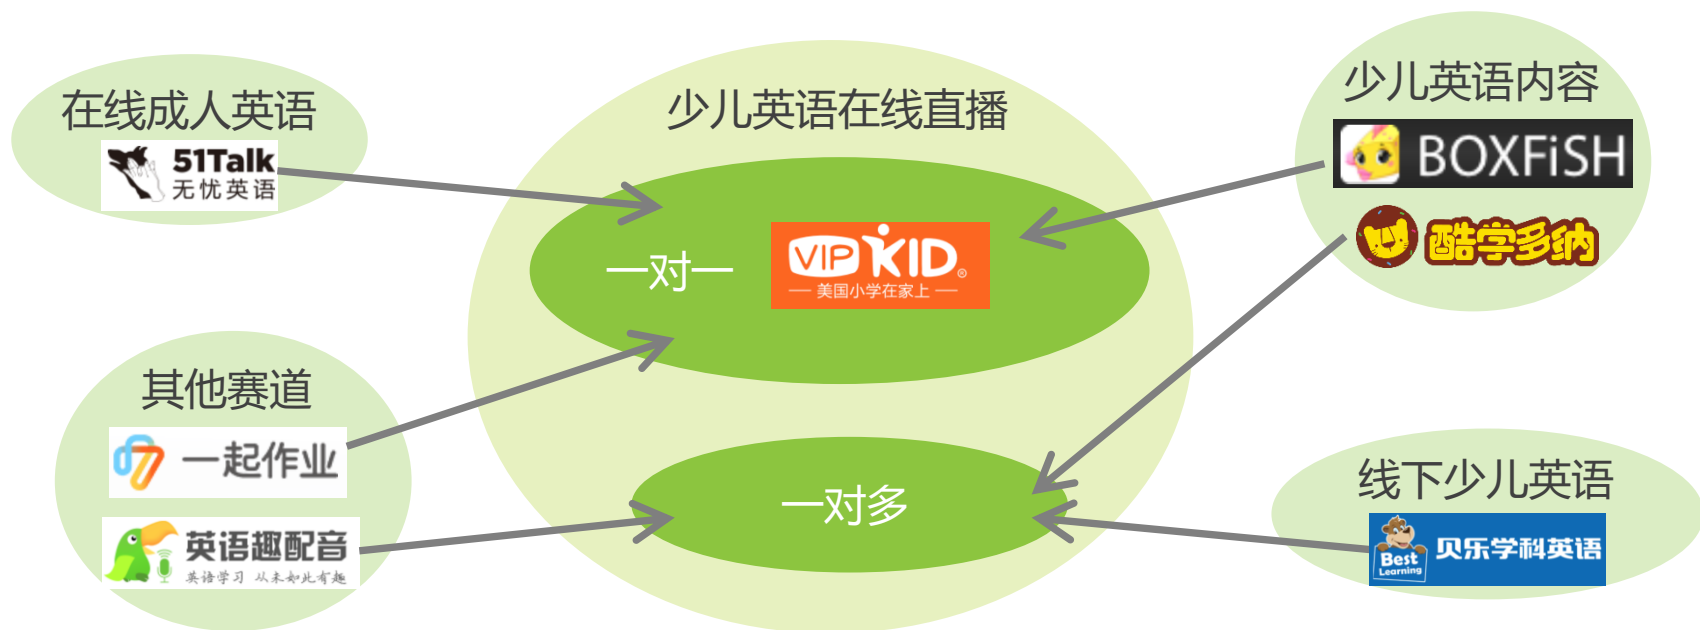 在线成人英语
51Talk
无忧英语
其他赛道
一起作业
英语趣配音
英语学习 从未如此有趣
少儿英语在线直播
一对一
VIPKID®
美国小学在家上
一对多
少儿英语内容
BOXFiSH
酷学多纳
线下少儿英语
Best
Learning
贝乐学科英语